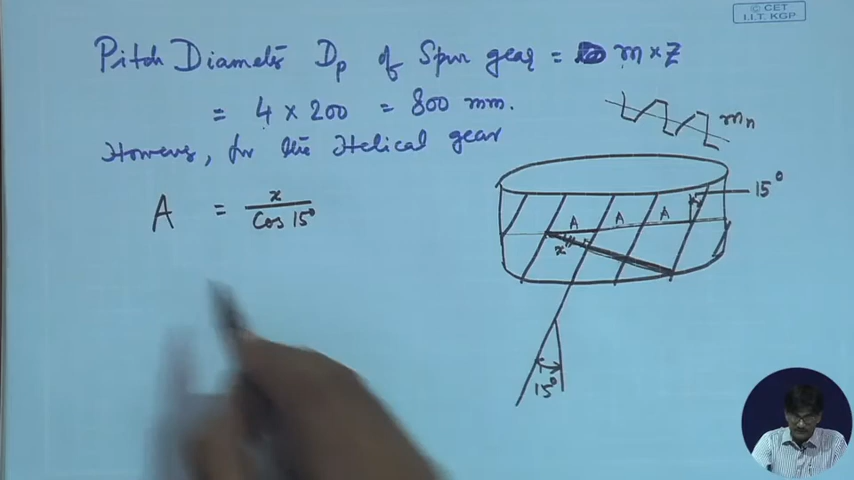 © CET
I.I.T. KGP
Pitch Diameter Dp of Spur gear = m × Z
= 4 × 200 = 800 mm.
However, for the Helical gear
A = x / Cos 15°
mn
15°
A A A
x
15°